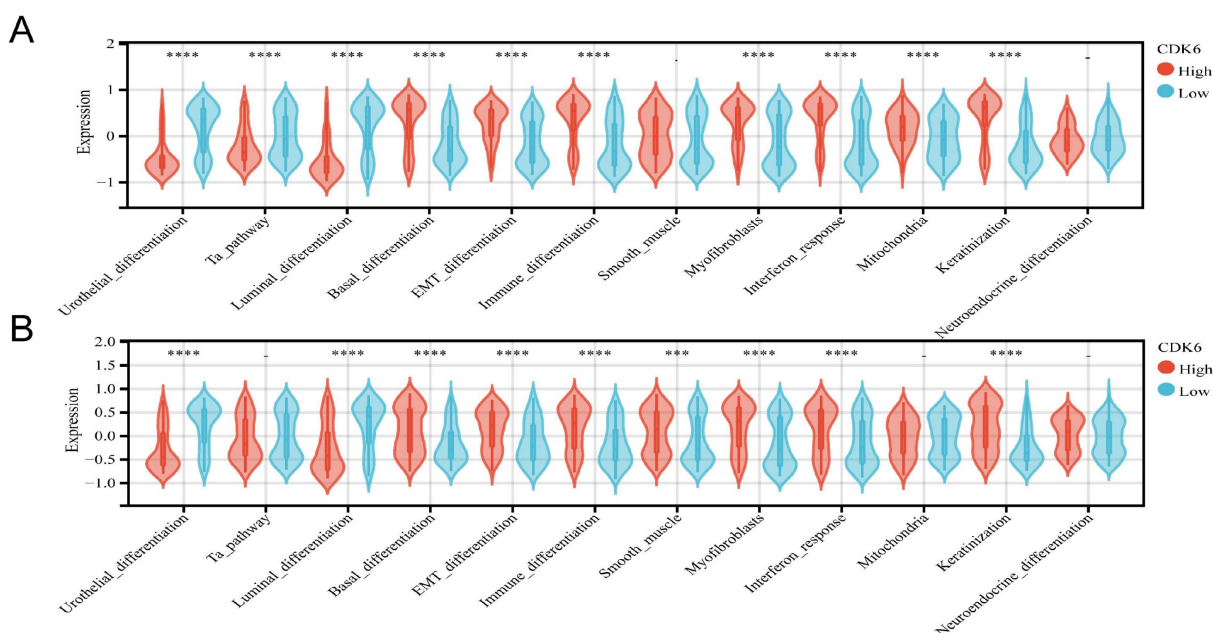 A
2
1
0
−1
Expression
**** **** **** **** **** **** . **** **** **** **** -
CDK6
High
Low
Urothelial_differentiation
Ta_pathway
Luminal_differentiation
Basal_differentiation
EMT_differentiation
Immune_differentiation
Smooth_muscle
Myofibroblasts
Interferon_response
Mitochondria
Keratinization
Neuroendocrine_differentiation
B
2.0
1.5
1.0
0.5
0.0
−0.5
−1.0
Expression
**** - **** **** **** **** *** **** **** - **** -
CDK6
High
Low
Urothelial_differentiation
Ta_pathway
Luminal_differentiation
Basal_differentiation
EMT_differentiation
Immune_differentiation
Smooth_muscle
Myofibroblasts
Interferon_response
Mitochondria
Keratinization
Neuroendocrine_differentiation